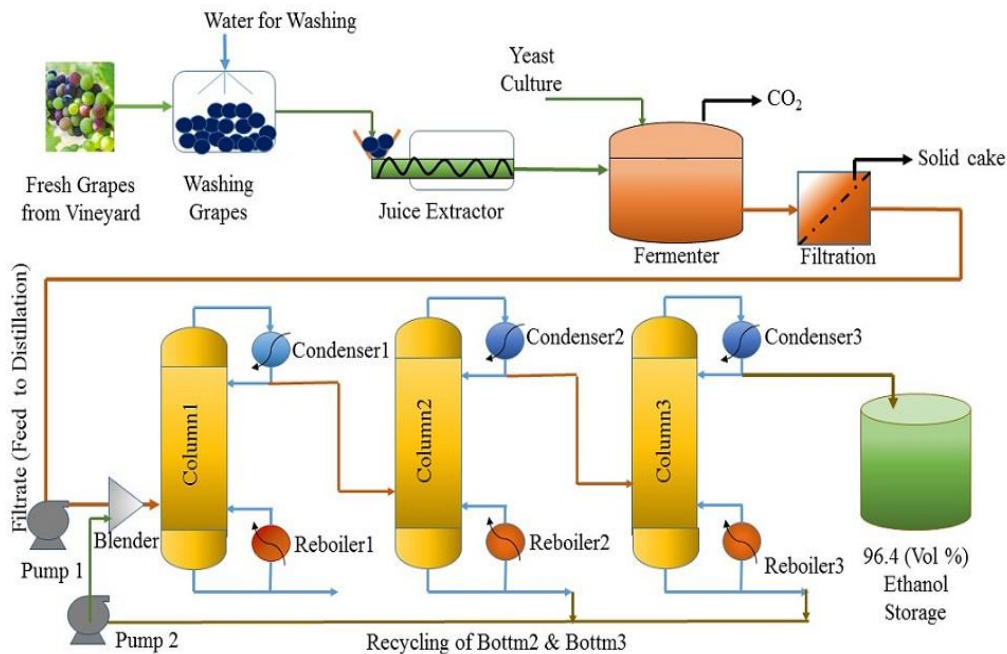 Water for Washing
Yeast
Culture
CO₂
Solid cake
Fresh Grapes
from Vineyard
Washing
Grapes
Juice Extractor
Fermenter
Filtration
Filtrate (Feed to Distillation)
Column1
Condenser1
Column2
Condenser2
Column3
Condenser3
Blender
Reboiler1
Reboiler2
Reboiler3
Pump 1
Pump 2
96.4 (Vol %)
Ethanol
Storage
Recycling of Bottm2 & Bottm3